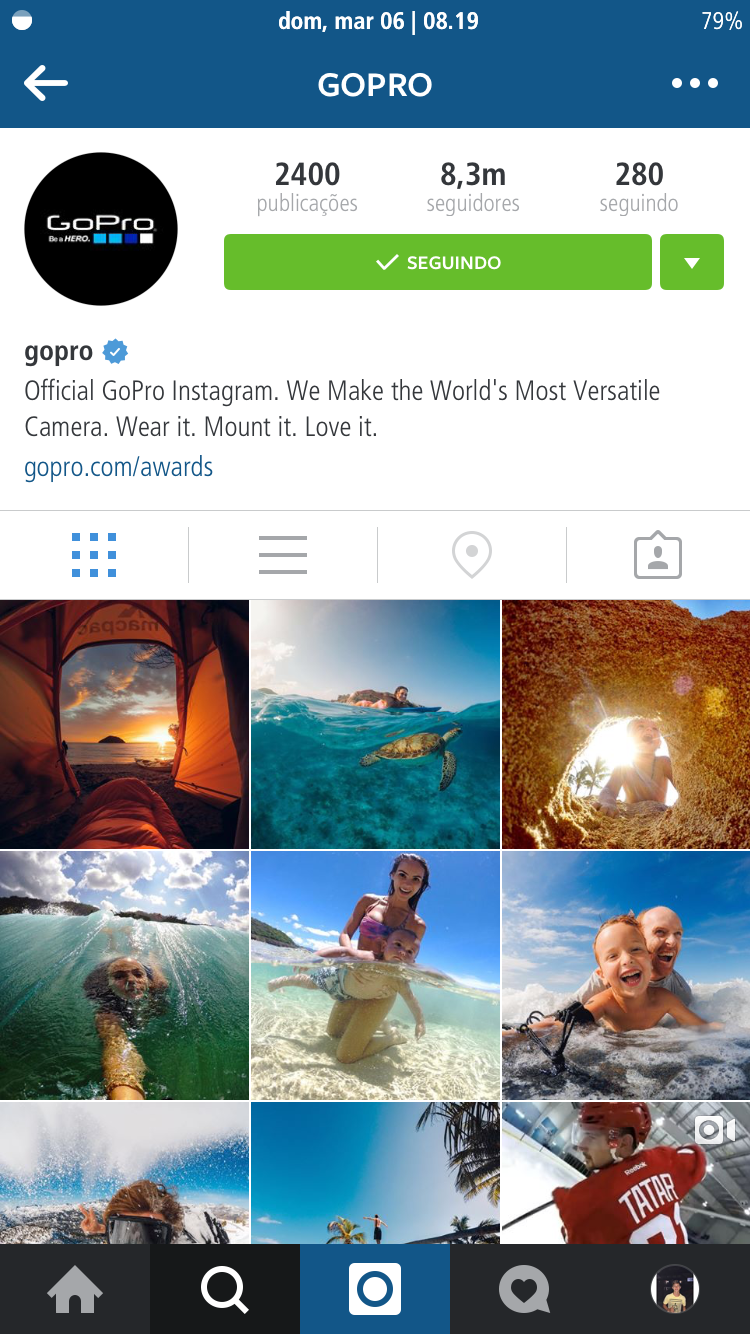 dom, mar 06 | 08.19
79%
GOPRO
2400
8,3m
280
publicações
seguidores
seguindo
GoPro
Be a HERO.
SEGUINDO
gopro
Official GoPro Instagram. We Make the World's Most Versatile
Camera. Wear it. Mount it. Love it.
gopro.com/awards
macpac
Reebok
TATAR